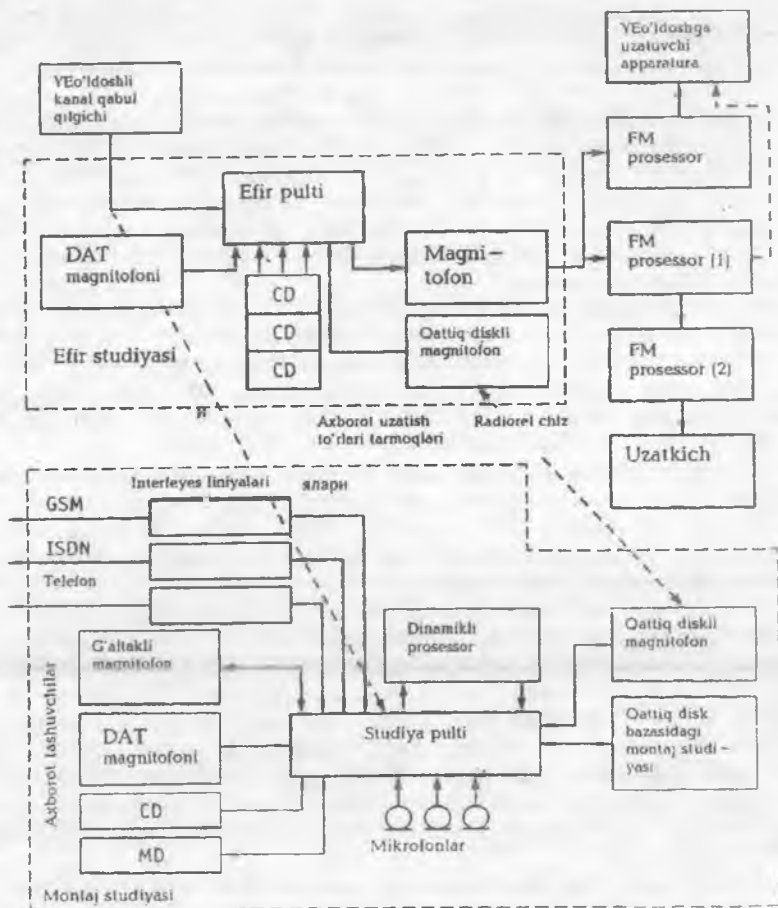 YEo'ldoshga
uzatuvchi
apparatura
YEo'ldoshli
kanal qabul
qilgichi
FM
prosessor
Efir pulti
DAT
magnitofoni
Magni –
tofon
FM
prosessor (1)
CD
CD
CD
Qattiq diskli
magnitofon
Efir studiyasi
FM
prosessor (2)
Axborot uzatish
to'rlari tarmoqlari
Radiorel chiz
Uzatkich
Interfeyes liniyalari
GSM
ISDN
Telefon
G'altakli
magnitofon
Dinamikli
prosessor
Qattiq diskli
magnitofon
Axborot tashuvchilar
DAT
magnitofoni
Studiya pulti
Qattiq disk
bazasidagi
montaj studi –
yasi
CD
MD
Mikrofonlar
Montaj studiyasi